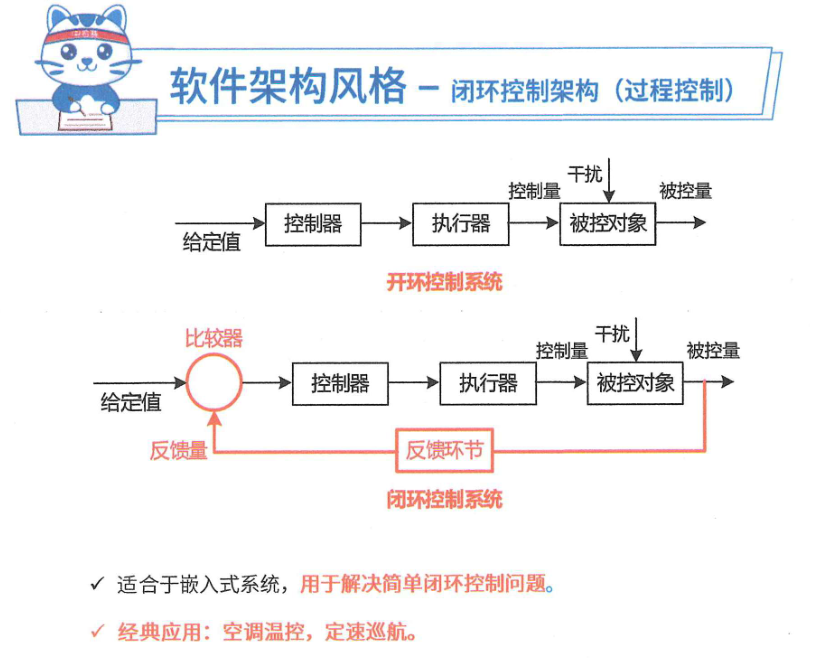 软件架构风格 – 闭环控制架构（过程控制）
干扰
控制量
被控量
给定值
控制器
执行器
被控对象
开环控制系统
比较器
干扰
控制量
被控量
给定值
控制器
执行器
被控对象
反馈量
反馈环节
闭环控制系统
✓ 适合于嵌入式系统，用于解决简单闭环控制问题。
✓ 经典应用：空调温控，定速巡航。